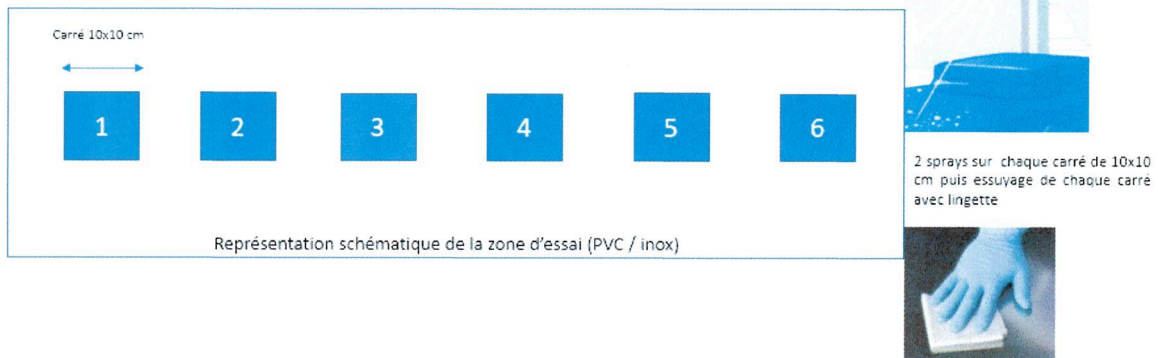 Carré 10x10 cm
1 2 3 4 5 6
Représentation schématique de la zone d'essai (PVC / inox)
2 sprays sur chaque carré de 10x10
cm puis essuyage de chaque carré
avec lingette